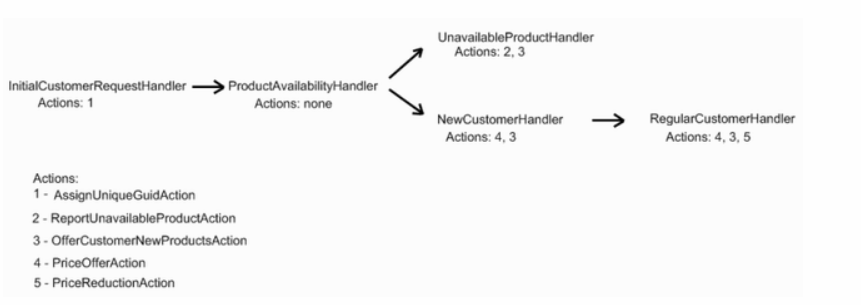 UnavailableProductHandler
Actions: 2, 3
InitialCustomerRequestHandler
Actions: 1
ProductAvailabilityHandler
Actions: none
NewCustomerHandler
Actions: 4, 3
RegularCustomerHandler
Actions: 4, 3, 5
Actions:
1 - AssignUniqueGuidAction
2 - ReportUnavailableProductAction
3 - OfferCustomerNewProductsAction
4 - PriceOfferAction
5 - PriceReductionAction